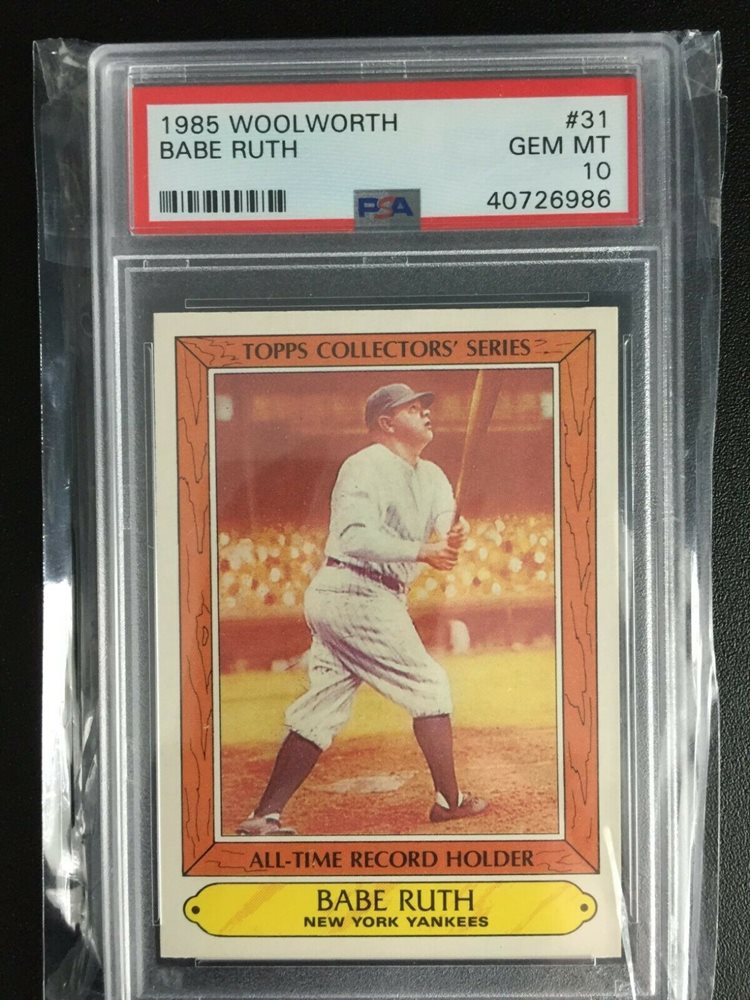 1985 WOOLWORTH #31
BABE RUTH GEM MT
10
PSA 40726986
TOPPS COLLECTORS' SERIES
ALL-TIME RECORD HOLDER
BABE RUTH
NEW YORK YANKEES